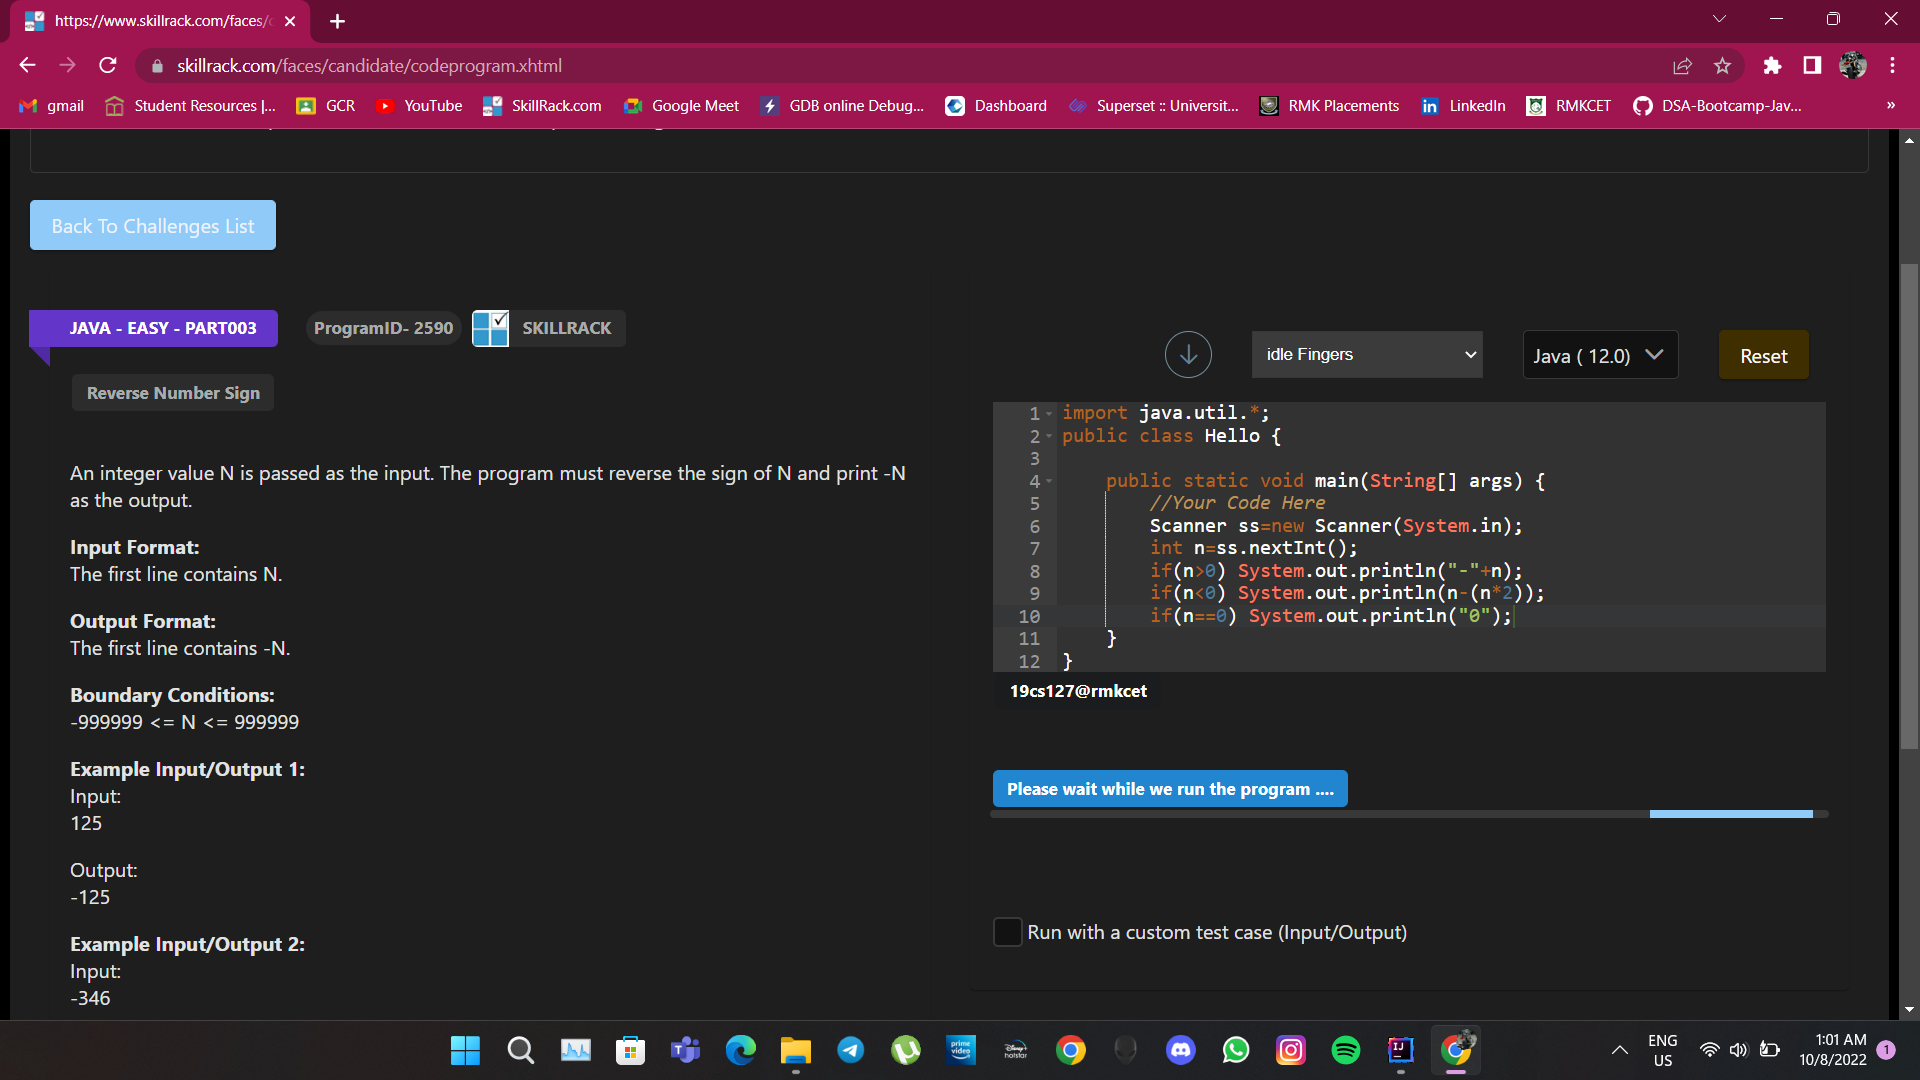 https://www.skillrack.com/faces/c
skillrack.com/faces/candidate/codeprogram.xhtml
gmail
Student Resources |...
GCR
YouTube
SkillRack.com
Google Meet
GDB online Debug...
Dashboard
Superset :: Universit...
RMK Placements
LinkedIn
RMKCET
DSA-Bootcamp-Jav...
»
Back To Challenges List
JAVA - EASY - PART003
ProgramID- 2590
SKILLRACK
Reverse Number Sign
An integer value N is passed as the input. The program must reverse the sign of N and print -N
as the output.
Input Format:
The first line contains N.
Output Format:
The first line contains -N.
Boundary Conditions:
-999999 <= N <= 999999
Example Input/Output 1:
Input:
125
Output:
-125
Example Input/Output 2:
Input:
-346
idle Fingers
Java ( 12.0)
Reset
1 import java.util.*;
2 public class Hello {
3
4     public static void main(String[] args) {
5         //Your Code Here
6         Scanner ss=new Scanner(System.in);
7         int n=ss.nextInt();
8         if(n>0) System.out.println("-"+n);
9         if(n<0) System.out.println(n-(n*2));
10         if(n==0) System.out.println("0");
11     }
12 }
19cs127@rmkcet
Please wait while we run the program ....
Run with a custom test case (Input/Output)
prime video
Disney+ hotstar
ENG
US
1:01 AM
10/8/2022
1